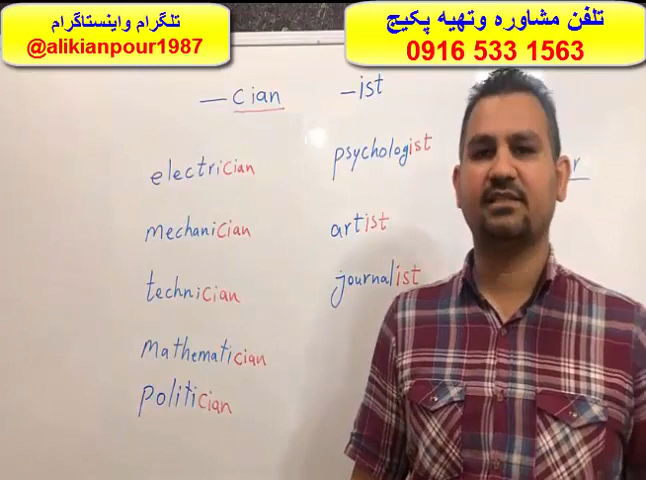 تلگرام واینستاگرام
@alikianpour1987
تلفن مشاوره وتهیه پکیج
0916 533 1563
— cian
electrician
mechanician
technician
Mathematician
Politician
– ist
psychologist
artist
journalist
r